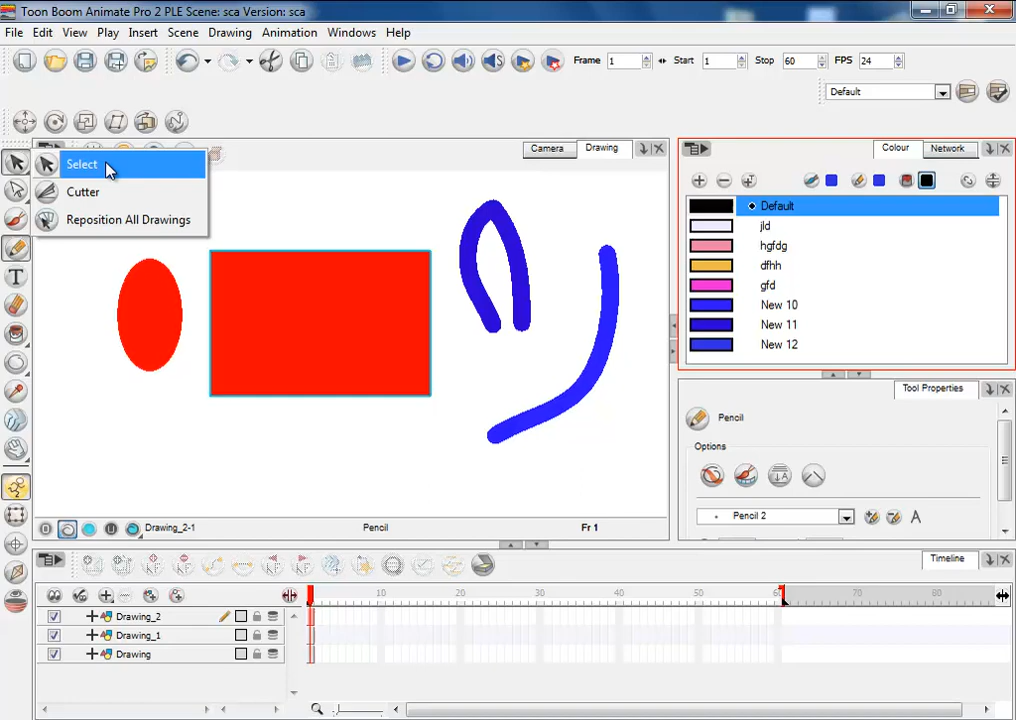 Toon Boom Animate Pro 2 PLE Scene: sca Version: sca
File Edit View Play Insert Scene Drawing Animation Windows Help
Frame 1 Start 1 Stop 60 FPS 24
Default
Camera Drawing
Colour Network
Select
Cutter
Reposition All Drawings
Default
jld
hgfdg
dfhh
gfd
New 10
New 11
New 12
Tool Properties
Pencil
Options
Pencil 2
Drawing_2-1 Pencil Fr 1
Timeline
10 20 30 40 50 60 70 80
Drawing_2
Drawing_1
Drawing